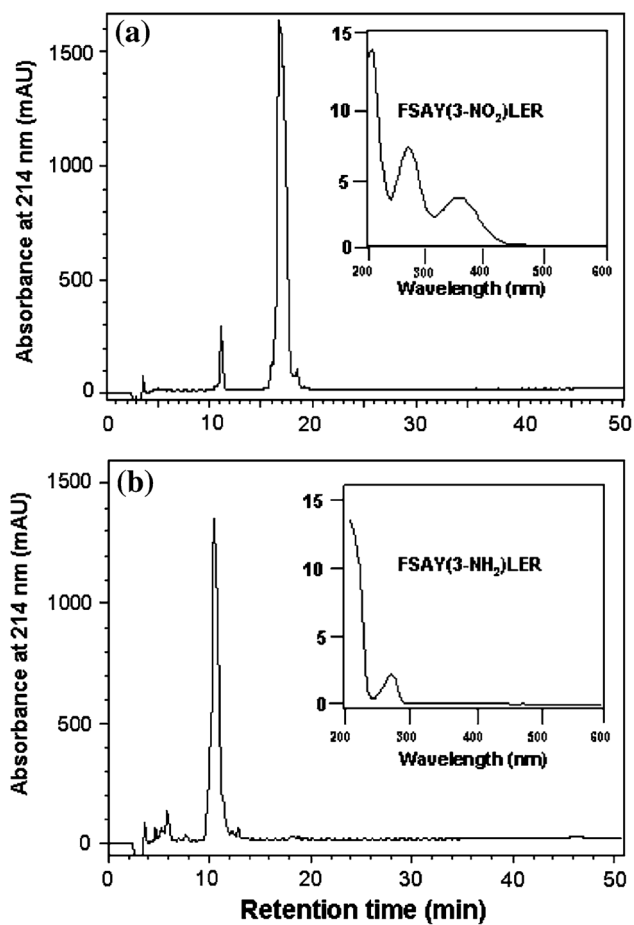 (a)
Absorbance at 214 nm (mAU)
1500
1000
500
0
0 10 20 30 40 50
15
10
5
0
FSAY(3-NO₂)LER
200 300 400 500 600
Wavelength (nm)
(b)
Absorbance at 214 nm (mAU)
1500
1000
500
0
0 10 20 30 40 50
15
10
5
0
FSAY(3-NH₂)LER
200 300 400 500 600
Wavelength (nm)
Retention time (min)